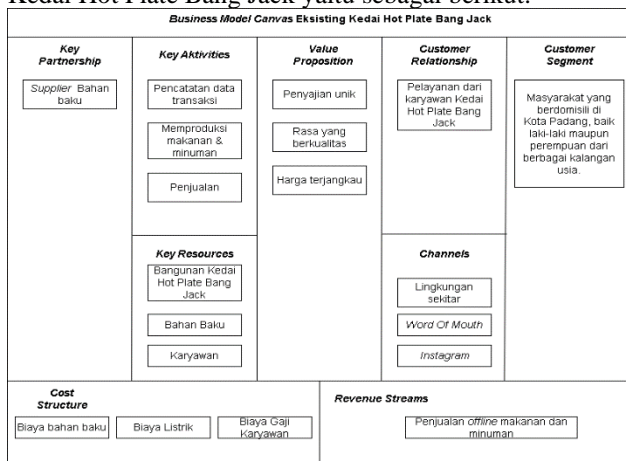 Kedai Hot Plate Bang Jack yaitu sebagai berikut:
Business Model Canvas Eksisting Kedai Hot Plate Bang Jack
Key
Partnership
Supplier Bahan
baku
Key Aktivities
Pencatatan data
transaksi
Memproduksi
makanan &
minuman
Penjualan
Key Resources
Bangunan Kedai
Hot Plate Bang
Jack
Bahan Baku
Karyawan
Value
Proposition
Penyajian unik
Rasa yang
berkualitas
Harga terjangkau
Customer
Relationship
Pelayanan dari
karyawan Kedai
Hot Plate Bang
Jack
Channels
Lingkungan
sekitar
Word Of Mouth
Instagram
Customer
Segment
Masyarakat yang
berdomisili di
Kota Padang, baik
laki-laki maupun
perempuan dari
berbagai kalangan
usia.
Cost
Structure
Biaya bahan baku
Biaya Listrik
Biaya Gaji
Karyawan
Revenue Streams
Penjualan offline makanan dan
minuman